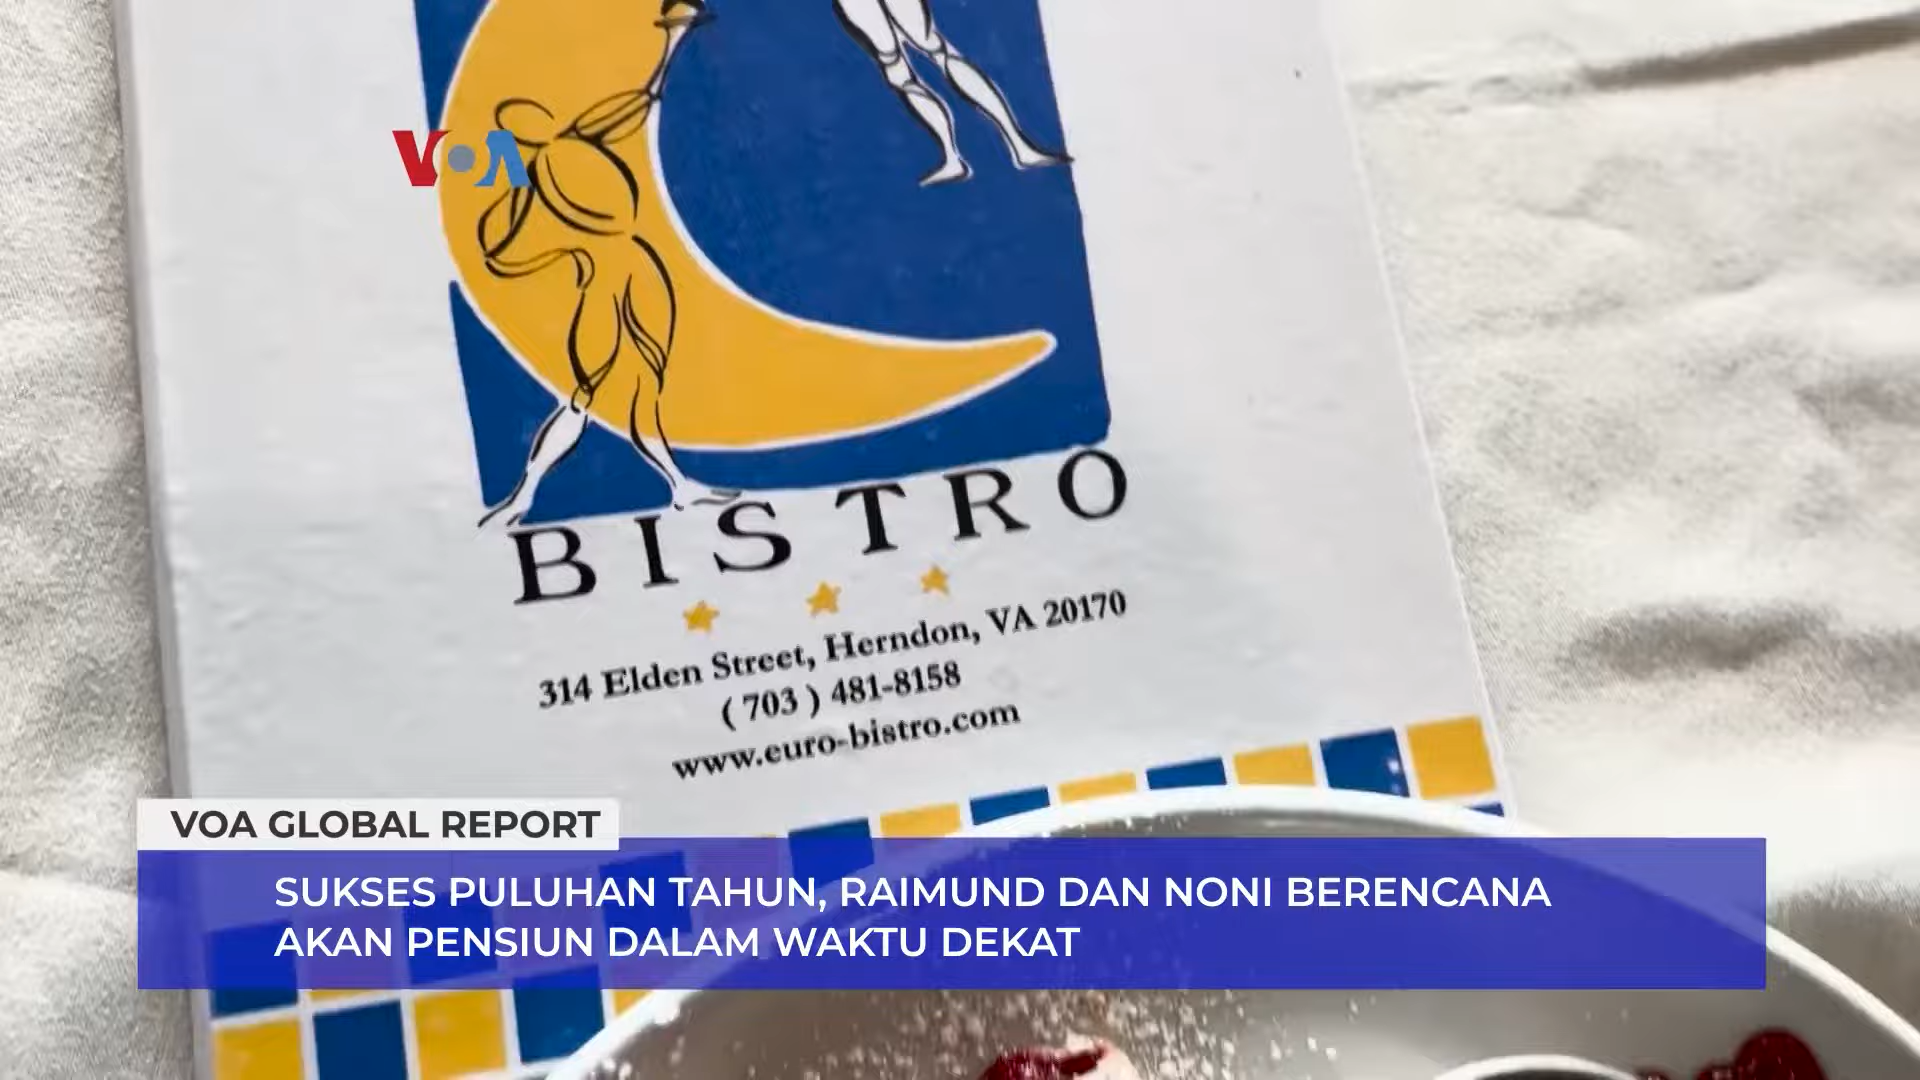 VOA
BISTRO
314 Elden Street, Herndon, VA 20170
( 703 ) 481-8158
www.euro-bistro.com
VOA GLOBAL REPORT
SUKSES PULUHAN TAHUN, RAIMUND DAN NONI BERENCANA
AKAN PENSIUN DALAM WAKTU DEKAT